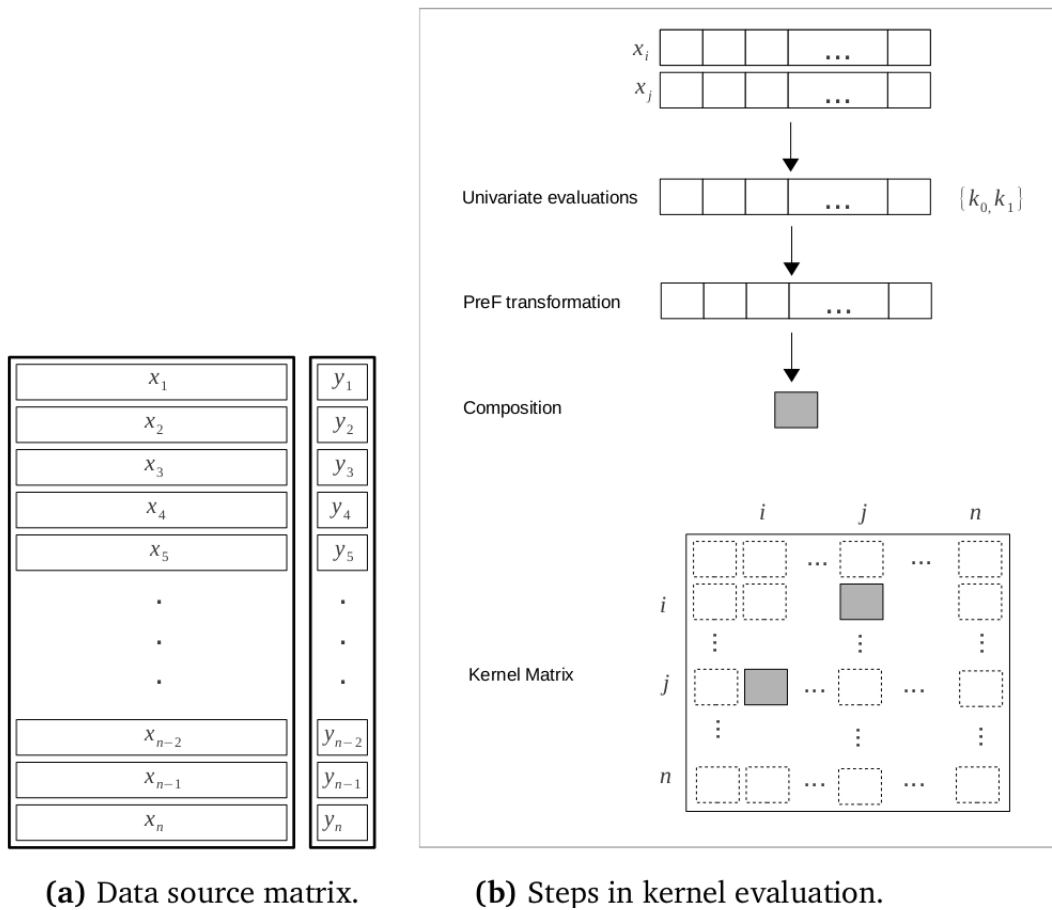 x_1 y_1
x_2 y_2
x_3 y_3
x_4 y_4
x_5 y_5
. .
. .
. .
x_{n−2} y_{n−2}
x_{n−1} y_{n−1}
x_n y_n
(a) Data source matrix.
x_i ...
x_j ...
Univariate evaluations ... {k_0, k_1}
PreF transformation ...
Composition
i j n
... ...
i
⋮ ⋮ ⋮
Kernel Matrix
j ... ...
⋮ ⋮ ⋮
n ... ...
(b) Steps in kernel evaluation.